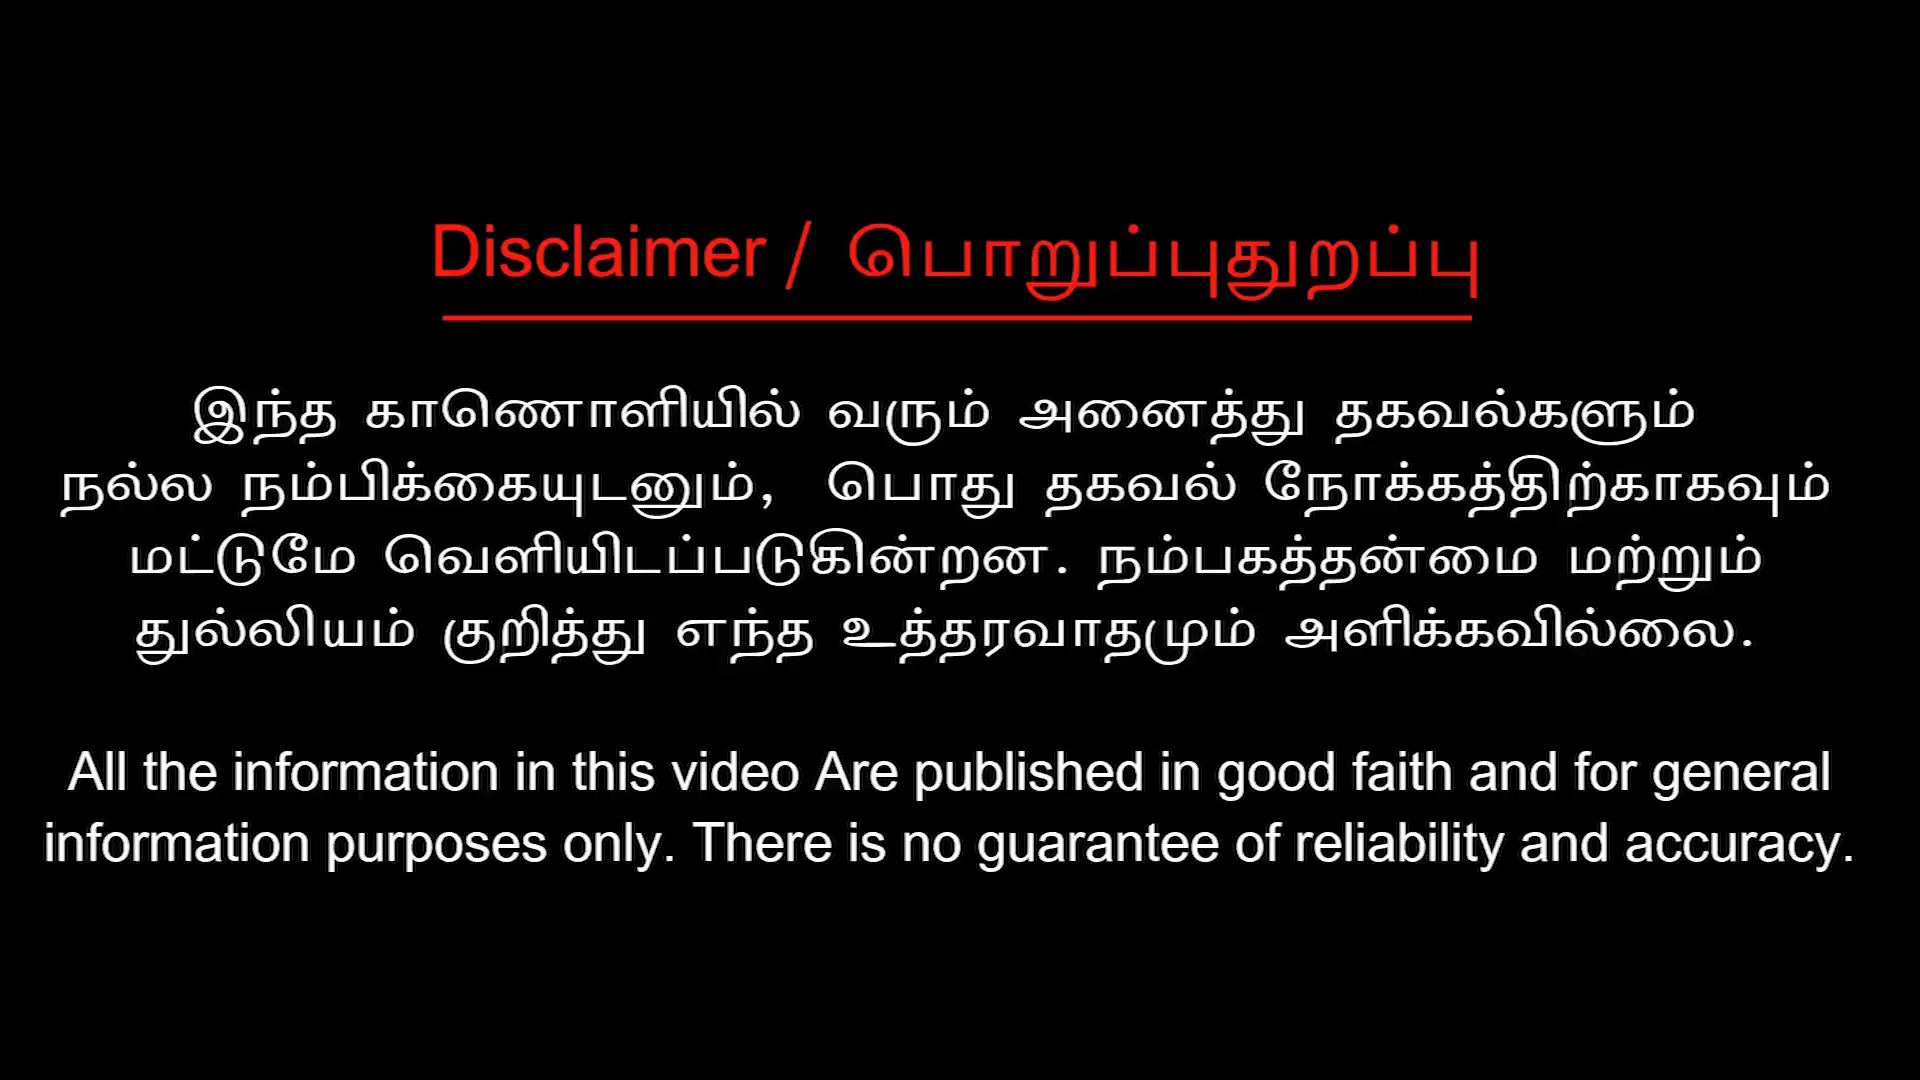 Disclaimer / பொறுப்புதுறப்பு
இந்த காணொளியில் வரும் அனைத்து தகவல்களும்
நல்ல நம்பிக்கையுடனும், பொது தகவல் நோக்கத்திற்காகவும்
மட்டுமே வெளியிடப்படுகின்றன. நம்பகத்தன்மை மற்றும்
துல்லியம் குறித்து எந்த உத்தரவாதமும் அளிக்கவில்லை.
All the information in this video Are published in good faith and for general
information purposes only. There is no guarantee of reliability and accuracy.